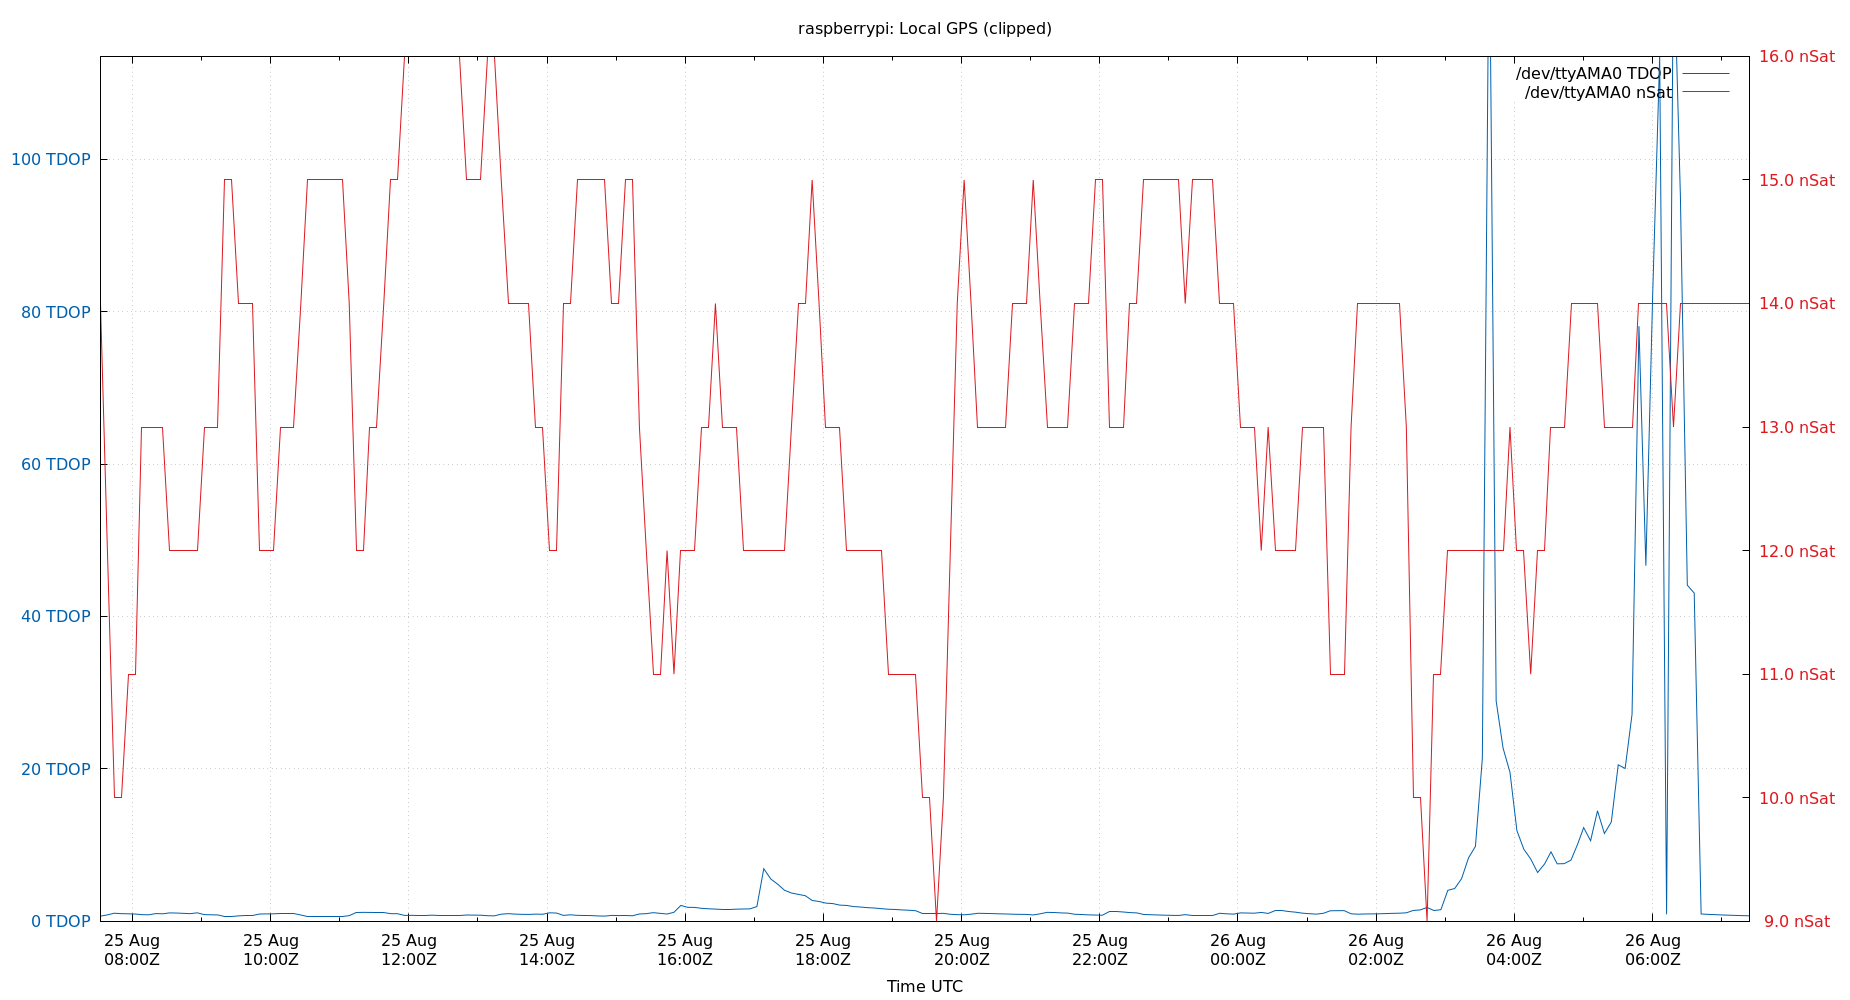 raspberrypi: Local GPS (clipped)
16.0 nSat
/dev/ttyAMA0 TDOP
/dev/ttyAMA0 nSat
100 TDOP
15.0 nSat
80 TDOP
14.0 nSat
13.0 nSat
60 TDOP
12.0 nSat
40 TDOP
11.0 nSat
20 TDOP
10.0 nSat
0 TDOP
9.0 nSat
25 Aug
08:00Z
25 Aug
10:00Z
25 Aug
12:00Z
25 Aug
14:00Z
25 Aug
16:00Z
25 Aug
18:00Z
25 Aug
20:00Z
25 Aug
22:00Z
26 Aug
00:00Z
26 Aug
02:00Z
26 Aug
04:00Z
26 Aug
06:00Z
Time UTC